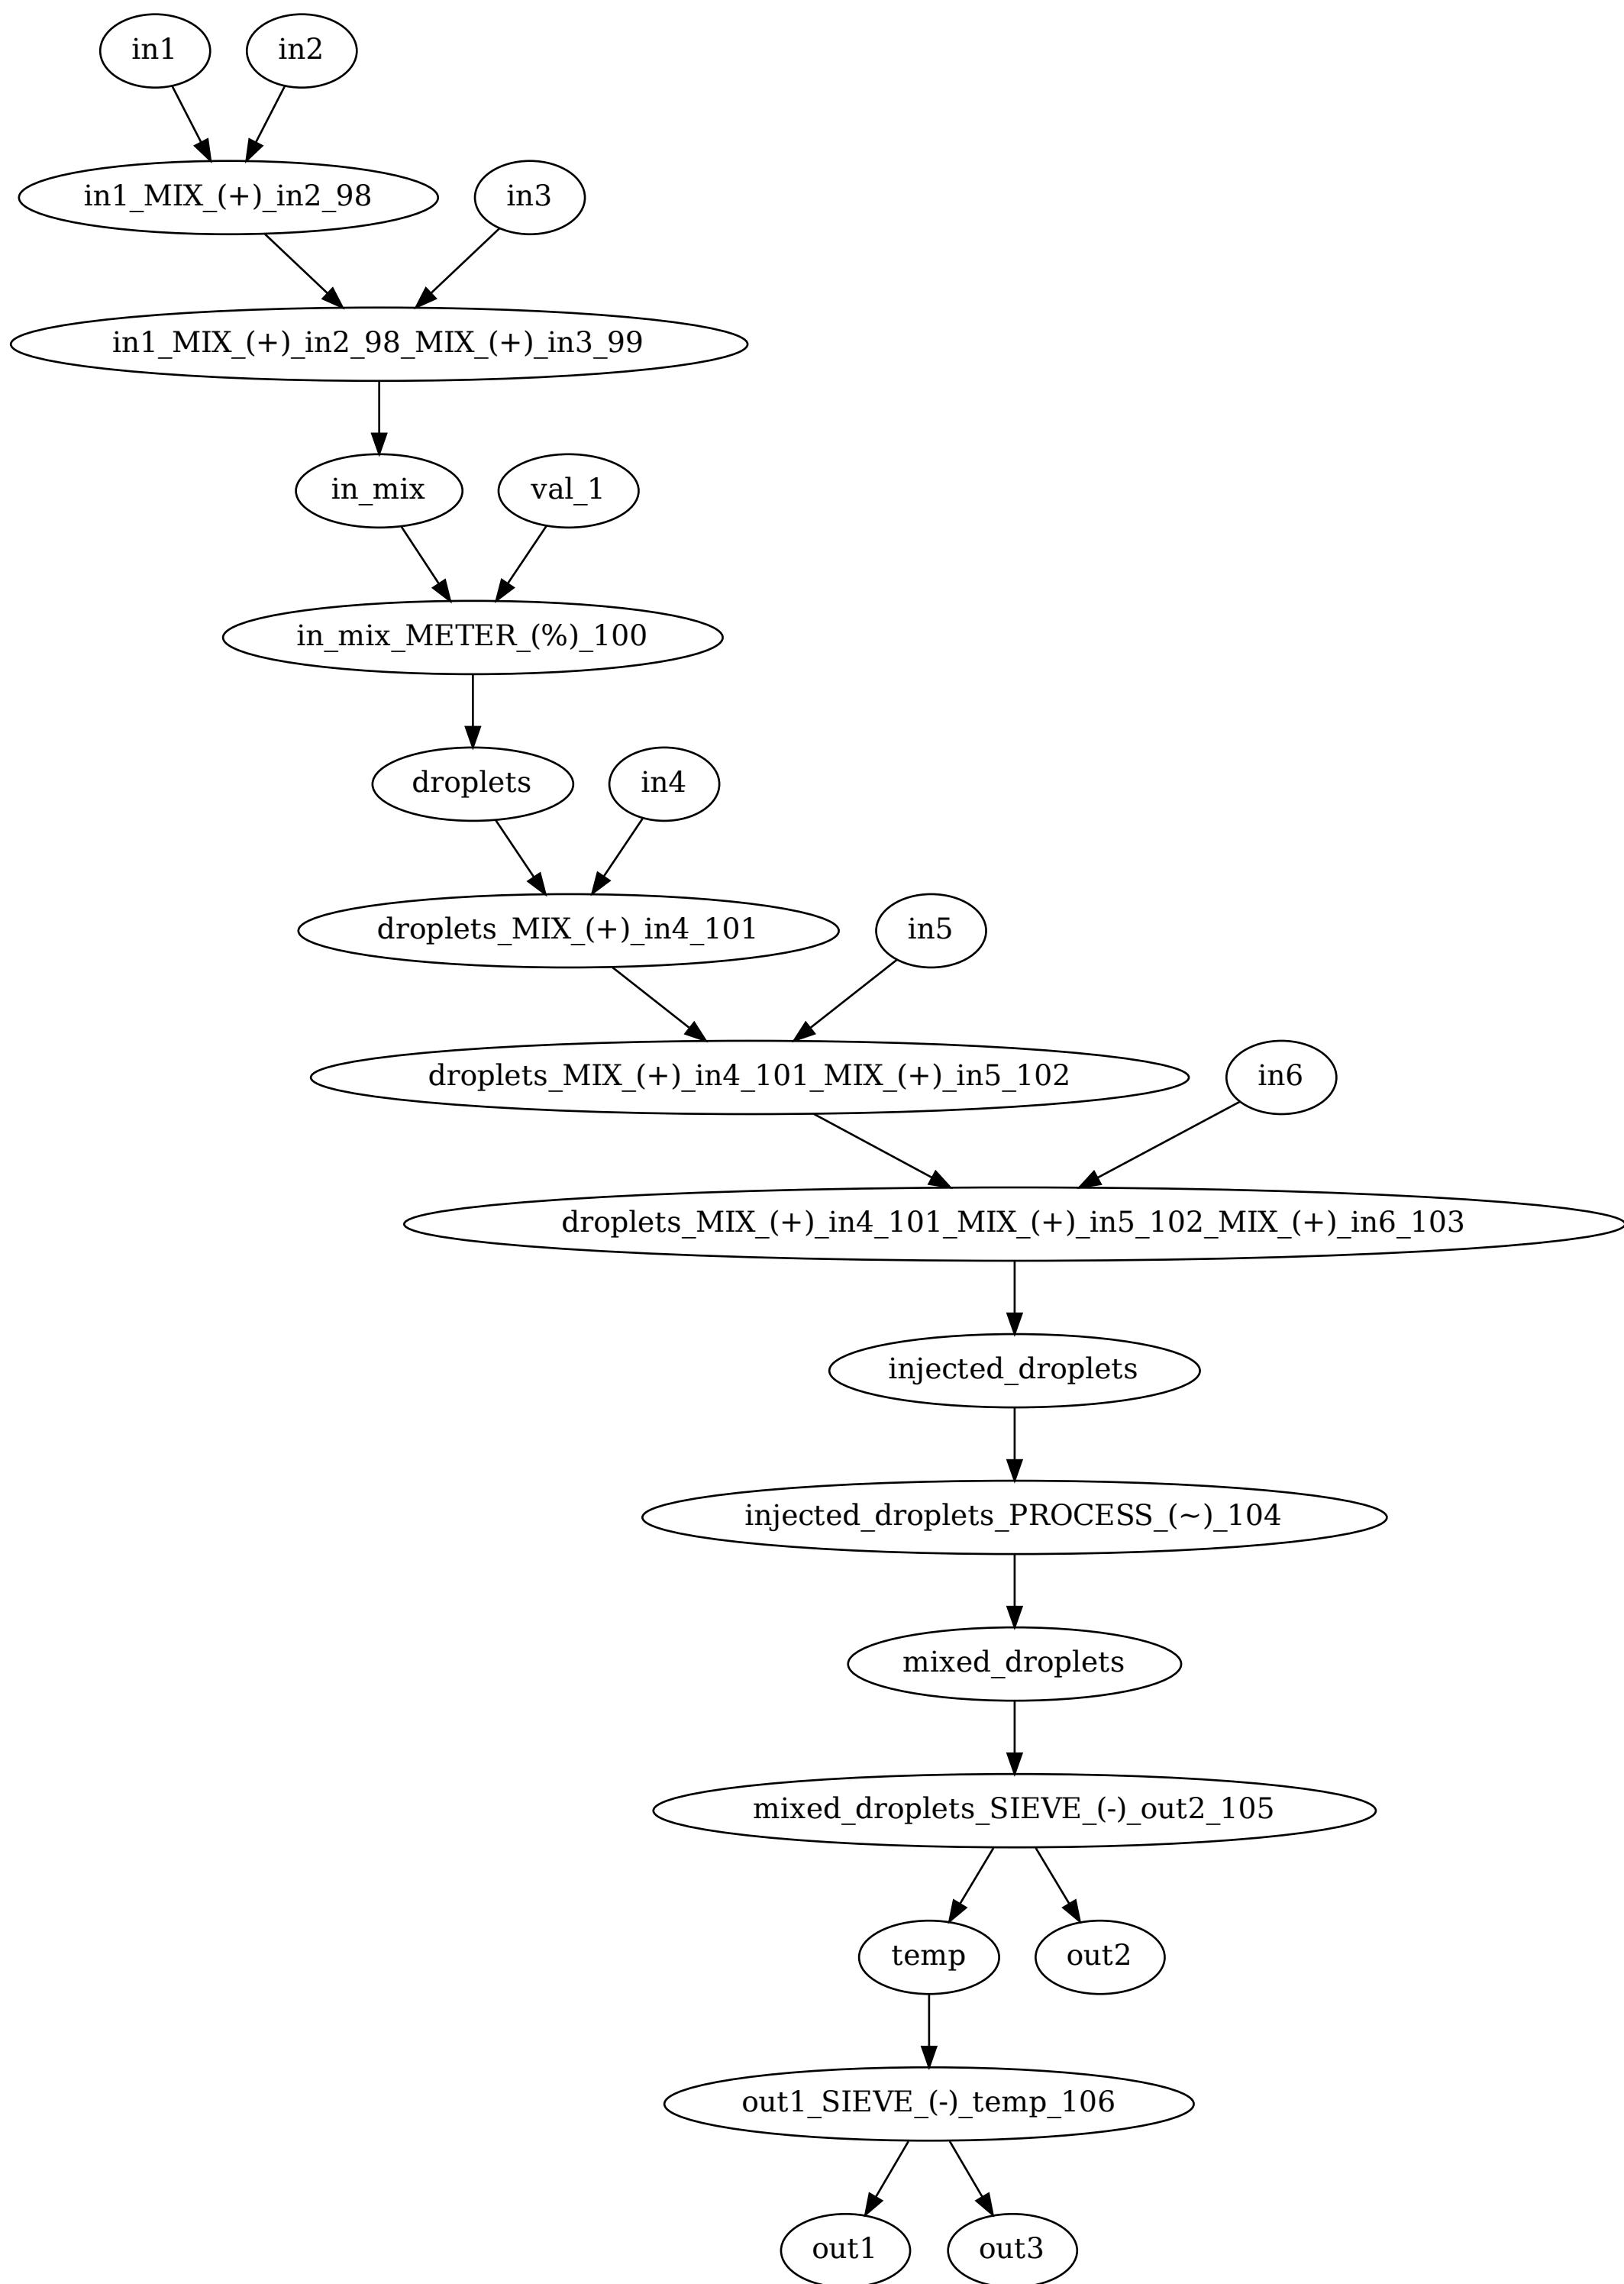 in1
in2
in1_MIX_(+)_in2_98
in3
in1_MIX_(+)_in2_98_MIX_(+)_in3_99
in_mix
val_1
in_mix_METER_(%)_100
droplets
in4
droplets_MIX_(+)_in4_101
in5
droplets_MIX_(+)_in4_101_MIX_(+)_in5_102
in6
droplets_MIX_(+)_in4_101_MIX_(+)_in5_102_MIX_(+)_in6_103
injected_droplets
injected_droplets_PROCESS_(~)_104
mixed_droplets
mixed_droplets_SIEVE_(-)_out2_105
temp
out2
out1_SIEVE_(-)_temp_106
out1
out3